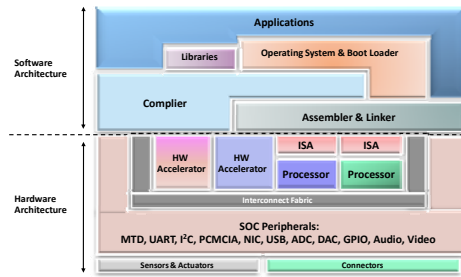 Applications
Software
Architecture
Libraries
Operating System & Boot Loader
Complier
Assembler & Linker
HW
Accelerator
HW
Accelerator
ISA
ISA
Processor
Processor
Interconnect Fabric
Hardware
Architecture
SOC Peripherals:
MTD, UART, I²C, PCMCIA, NIC, USB, ADC, DAC, GPIO, Audio, Video
Sensors & Actuators
Connectors